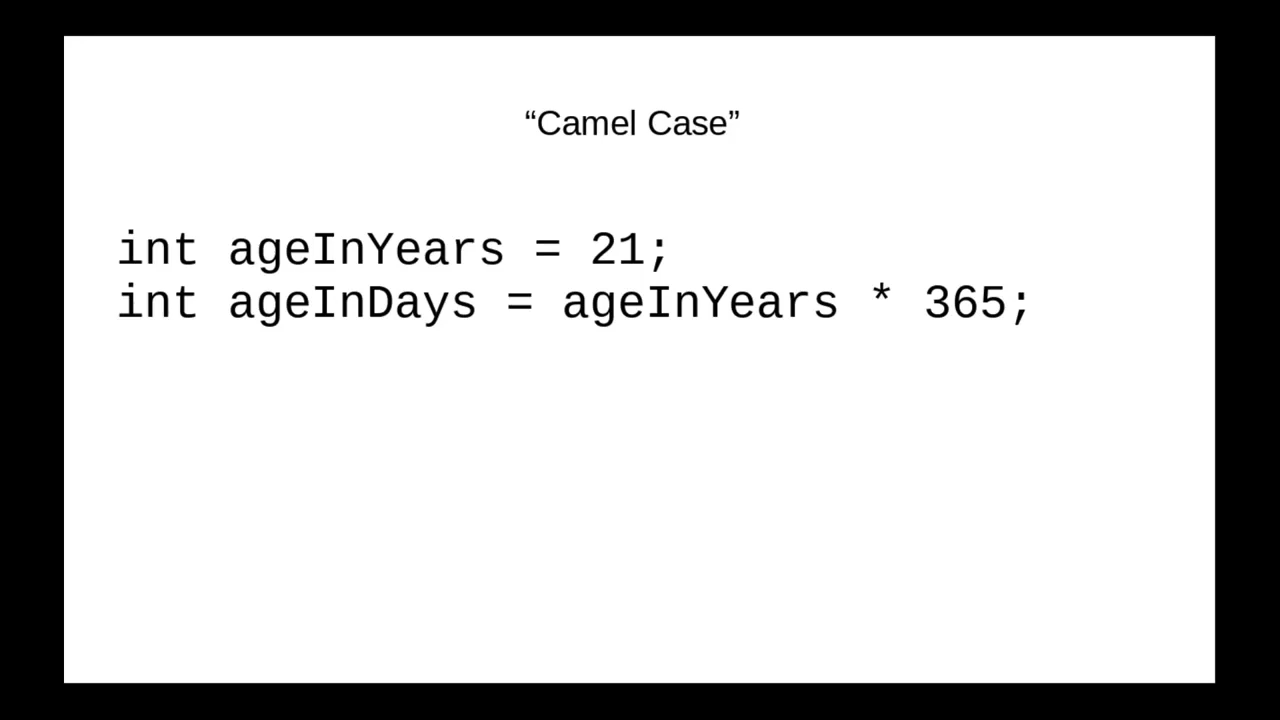 “Camel Case”
int ageInYears = 21;
int ageInDays = ageInYears * 365;